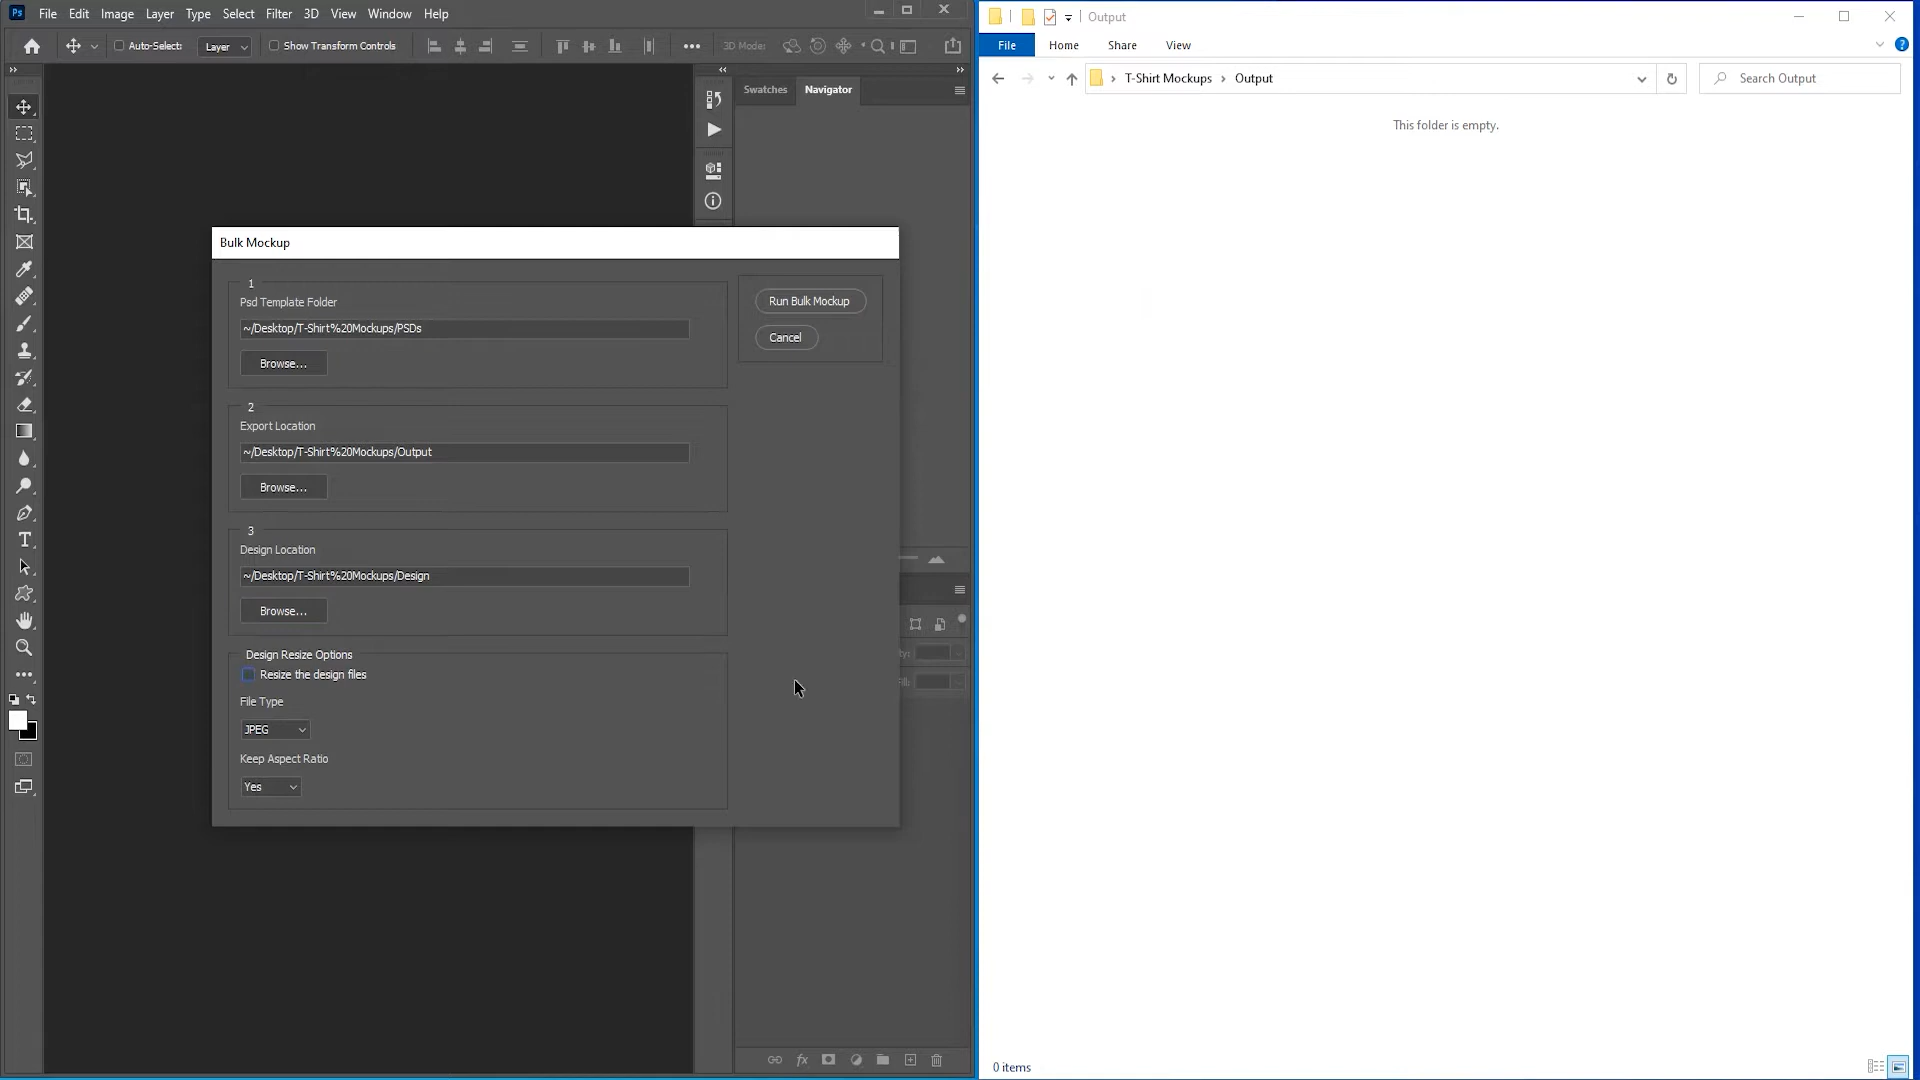 Ps File Edit Image Layer Type Select Filter 3D View Window Help
Auto-Select: Layer Show Transform Controls 3D Mode:
Swatches Navigator
Bulk Mockup
1
Psd Template Folder
~/Desktop/T-Shirt%20Mockups/PSDs
Browse...
Run Bulk Mockup
Cancel
2
Export Location
~/Desktop/T-Shirt%20Mockups/Output
Browse...
3
Design Location
~/Desktop/T-Shirt%20Mockups/Design
Browse...
Design Resize Options
Resize the design files
File Type
JPEG
Keep Aspect Ratio
Yes
fx
Output
File Home Share View
T-Shirt Mockups Output
Search Output
This folder is empty.
0 items